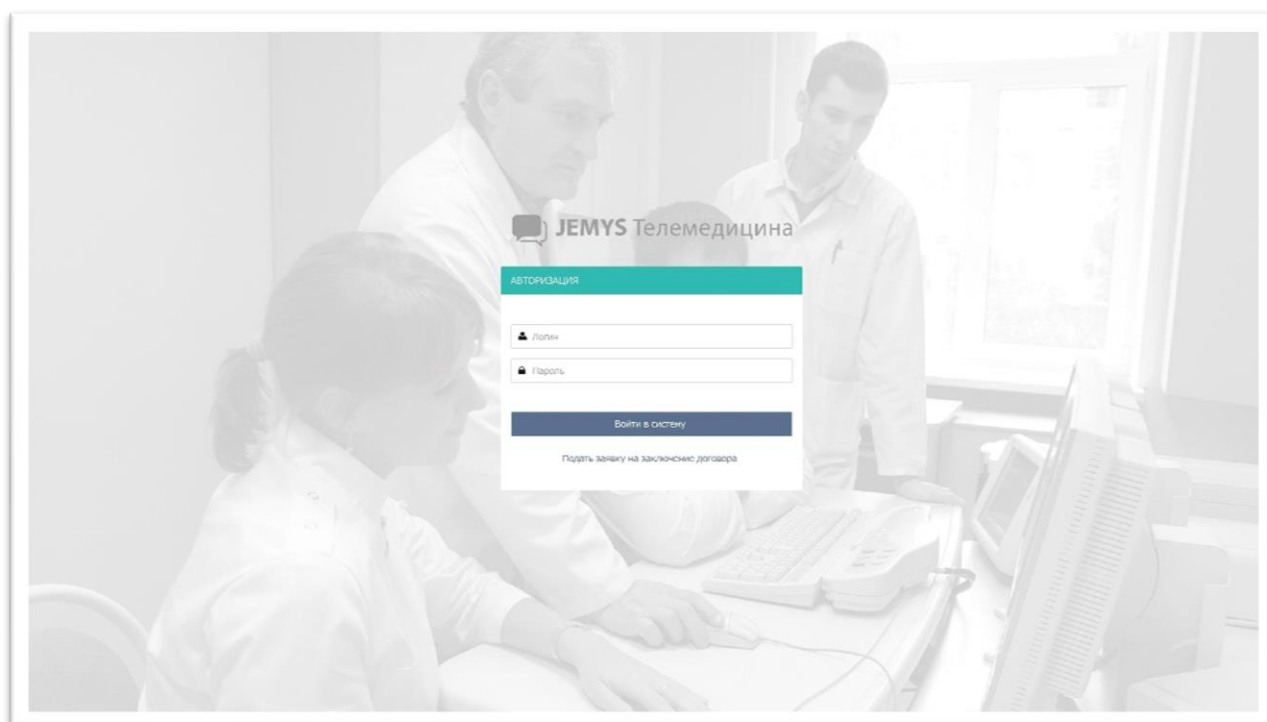 JEMYS Телемедицина
АВТОРИЗАЦИЯ
Логин
Пароль
Войти в систему
Подать заявку на заключение договора